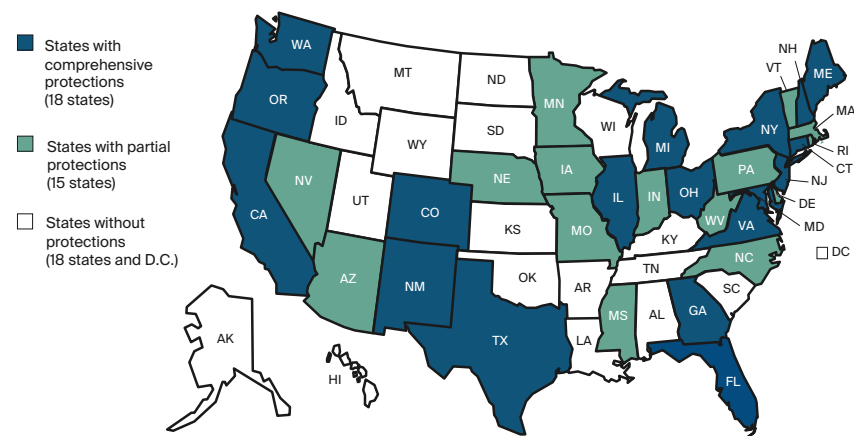 States with
comprehensive
protections
(18 states)
States with partial
protections
(15 states)
States without
protections
(18 states and D.C.)
WA
OR
CA
NV
ID
MT
WY
UT
AZ
CO
NM
ND
SD
NE
KS
OK
TX
MN
IA
MO
AR
LA
WI
IL
MS
MI
IN
KY
TN
AL
OH
WV
VA
NC
SC
GA
FL
PA
NY
VT
NH
ME
MA
RI
CT
NJ
DE
MD
DC
AK
HI